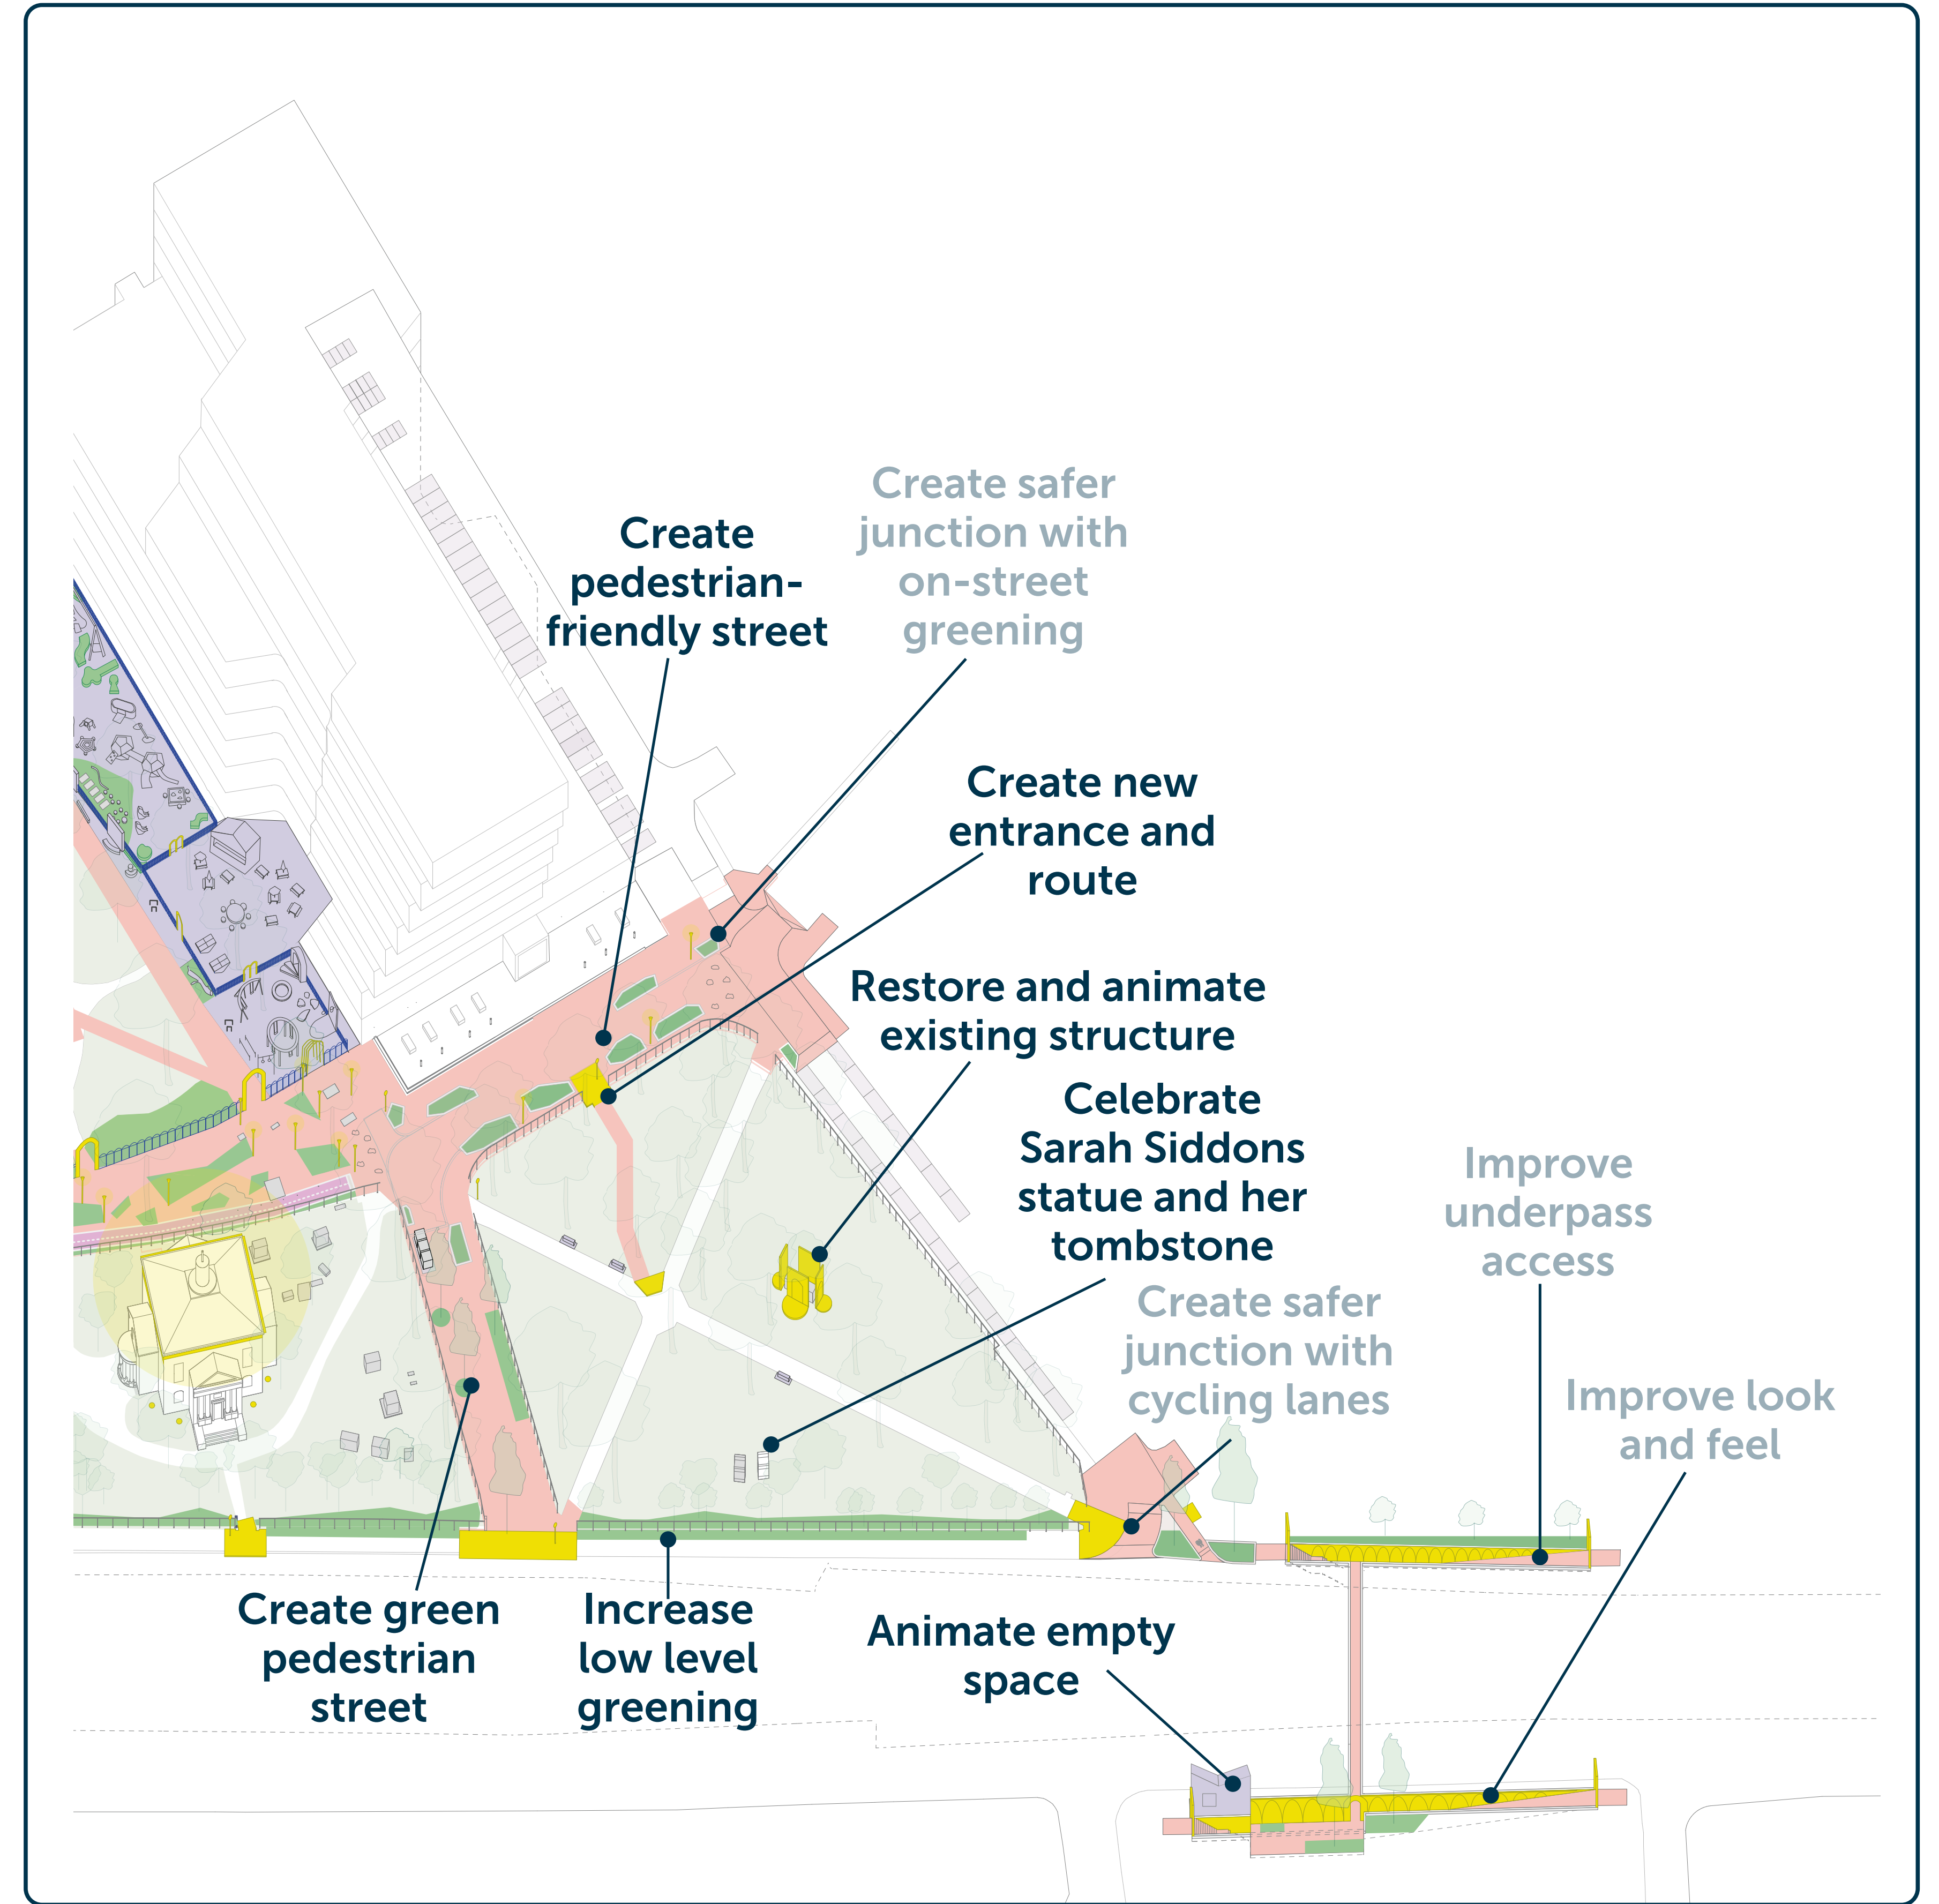 Create safer
junction with
on-street
greening
Create
pedestrian-
friendly street
Create new
entrance and
route
Restore and animate
existing structure
Celebrate
Sarah Siddons
statue and her
tombstone
Improve
underpass
access
Create safer
junction with
cycling lanes
Improve look
and feel
Create green
pedestrian
street
Increase
low level
greening
Animate empty
space